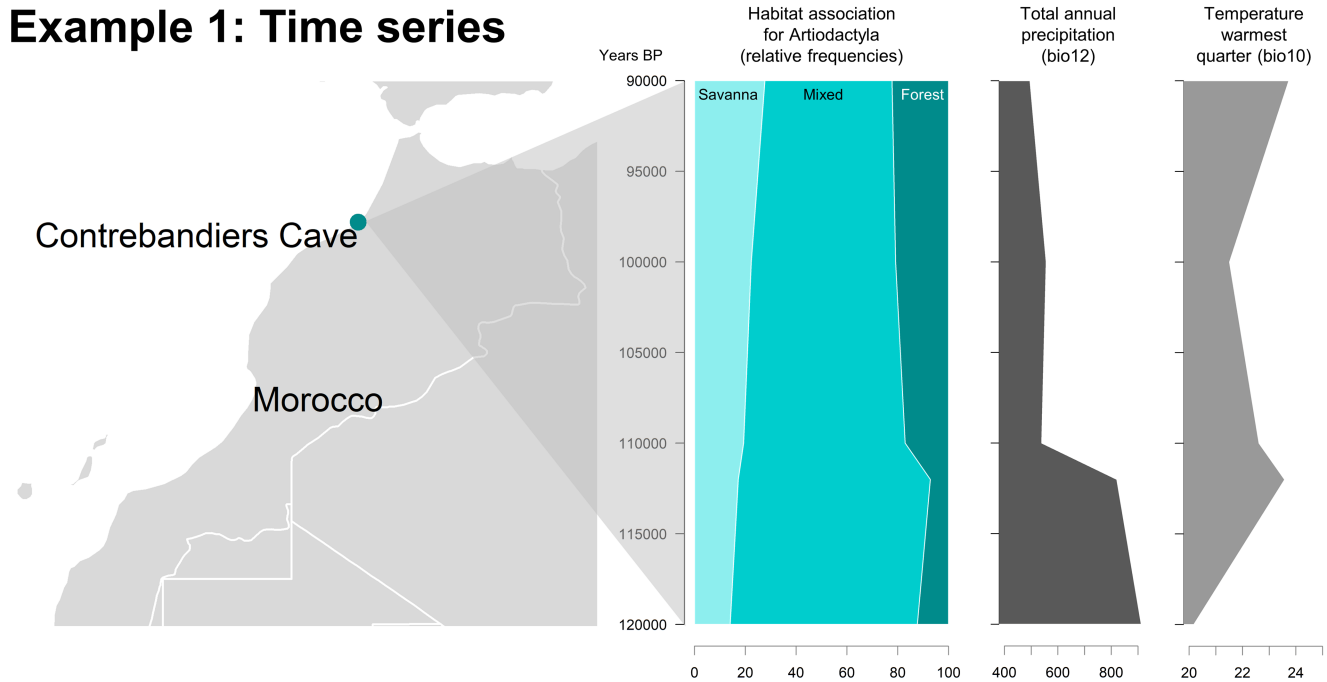 Example 1: Time series
Contrebandiers Cave
Morocco
Years BP
90000
95000
100000
105000
110000
115000
120000
Habitat association
for Artiodactyla
(relative frequencies)
Savanna Mixed Forest
0 20 40 60 80 100
Total annual
precipitation
(bio12)
400 600 800
Temperature
warmest
quarter (bio10)
20 22 24